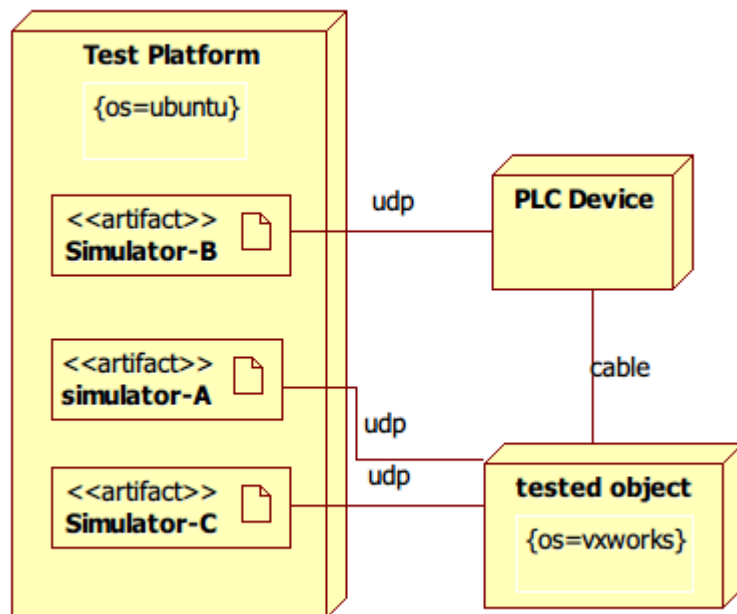 Test Platform
{os=ubuntu}
<<artifact>>
Simulator-B
udp
PLC Device
<<artifact>>
simulator-A
cable
udp
<<artifact>>
Simulator-C
udp
tested object
{os=vxworks}